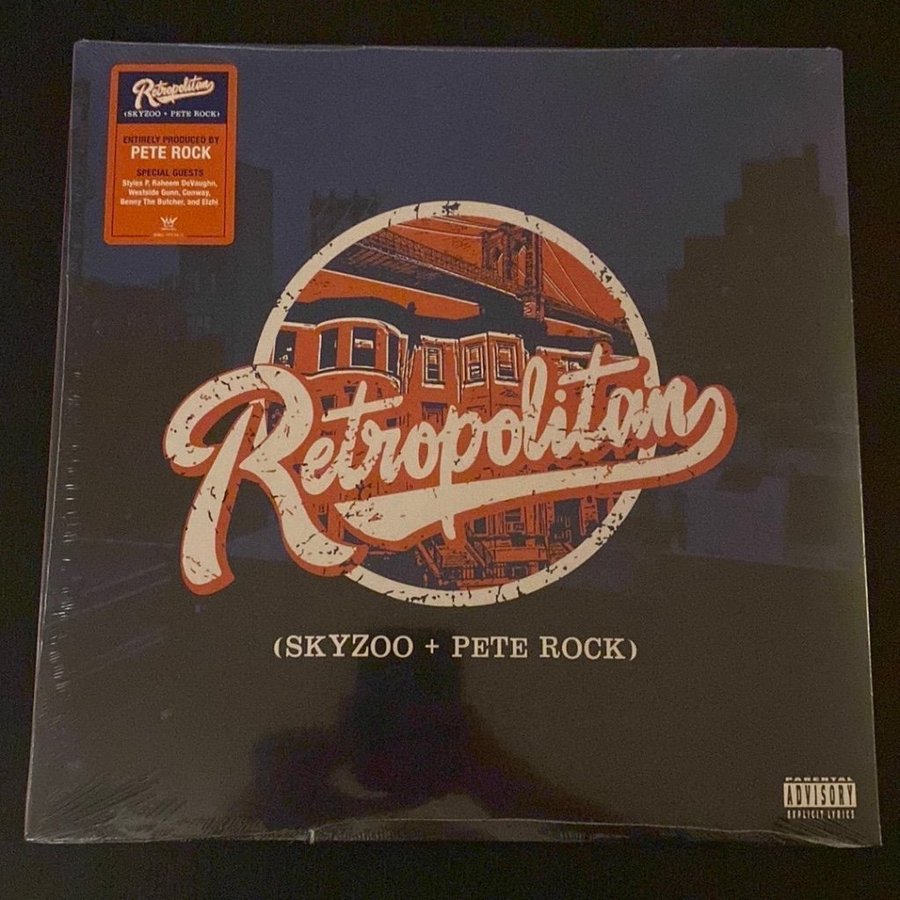 Retropolitan
(SKYZOO + PETE ROCK)
ENTIRELY PRODUCED BY
PETE ROCK
SPECIAL GUESTS
Styles P, Raheem DeVaughn,
Westside Gunn, Conway,
Benny The Butcher, and Elzhi
Retropolitan
(SKYZOO + PETE ROCK)
PARENTAL
ADVISORY
EXPLICIT LYRICS